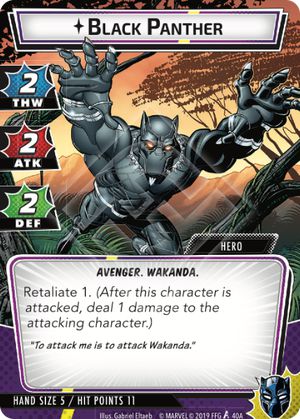 BLACK PANTHER
2
THW
2
ATK
2
DEF
HERO
AVENGER. WAKANDA.
Retaliate 1. (After this character is
attacked, deal 1 damage to the
attacking character.)
"To attack me is to attack Wakanda."
HAND SIZE 5 / HIT POINTS 11
Illus. Gabriel Eltaeb © MARVEL © 2019 FFG 40A